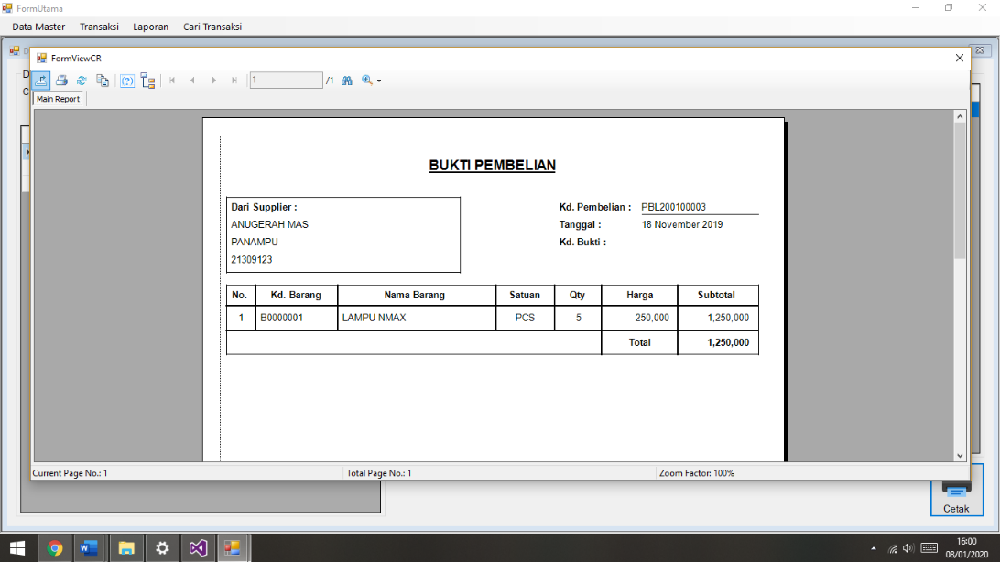 FormUtama
Data Master Transaksi Laporan Cari Transaksi
FormViewCR
1 /1
Main Report
BUKTI PEMBELIAN
Dari Supplier :
ANUGERAH MAS
PANAMPU
21309123
Kd. Pembelian : PBL200100003
Tanggal : 18 November 2019
Kd. Bukti :
No. Kd. Barang Nama Barang Satuan Qty Harga Subtotal
1 B0000001 LAMPU NMAX PCS 5 250,000 1,250,000
Total 1,250,000
Current Page No.: 1 Total Page No.: 1 Zoom Factor: 100%
Cetak
16:00
08/01/2020